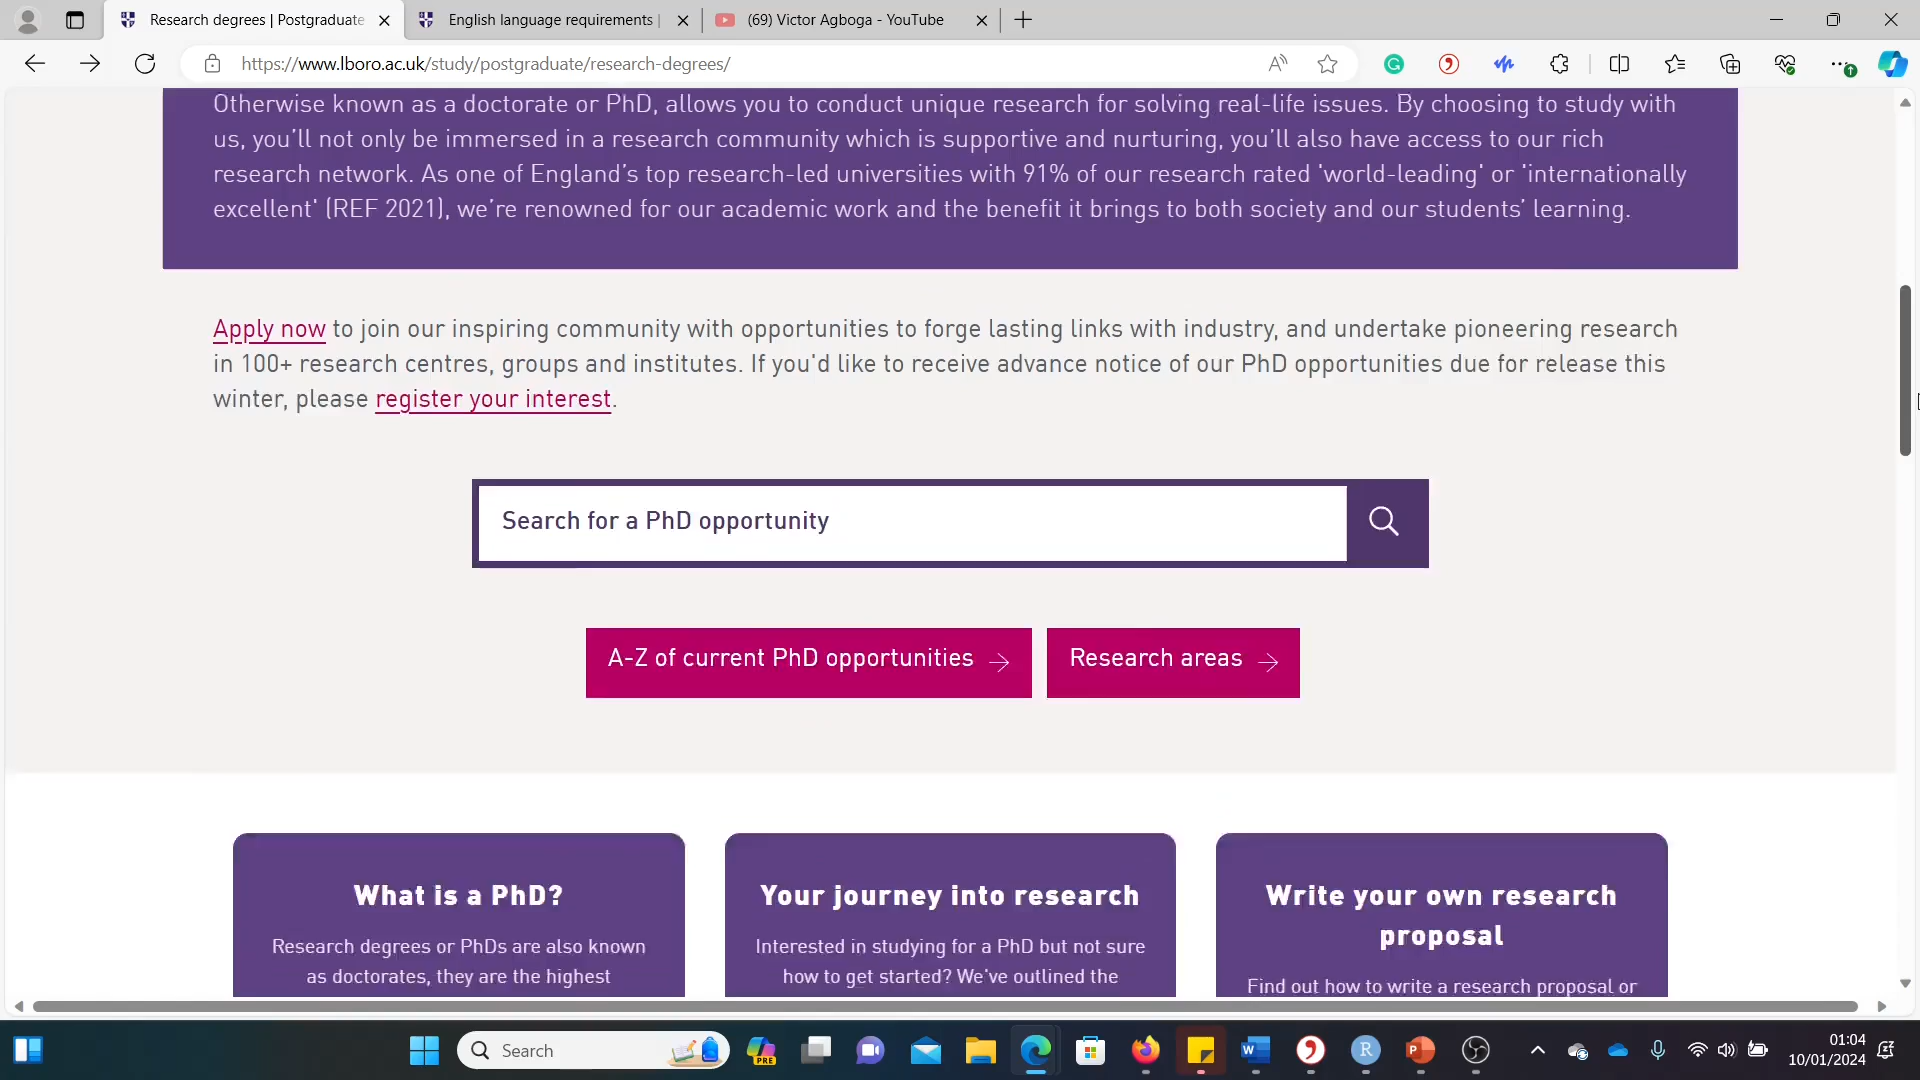 Research degrees | Postgraduate
English language requirements |
(69) Victor Agboga - YouTube
https://www.lboro.ac.uk/study/postgraduate/research-degrees/
Otherwise known as a doctorate or PhD, allows you to conduct unique research for solving real-life issues. By choosing to study with
us, you’ll not only be immersed in a research community which is supportive and nurturing, you’ll also have access to our rich
research network. As one of England’s top research-led universities with 91% of our research rated 'world-leading' or 'internationally
excellent' (REF 2021), we’re renowned for our academic work and the benefit it brings to both society and our students’ learning.
Apply now to join our inspiring community with opportunities to forge lasting links with industry, and undertake pioneering research
in 100+ research centres, groups and institutes. If you'd like to receive advance notice of our PhD opportunities due for release this
winter, please register your interest.
Search for a PhD opportunity
A-Z of current PhD opportunities →
Research areas →
What is a PhD?
Research degrees or PhDs are also known
as doctorates, they are the highest
Your journey into research
Interested in studying for a PhD but not sure
how to get started? We've outlined the
Write your own research
proposal
Find out how to write a research proposal or
Search
PRE
01:04
10/01/2024